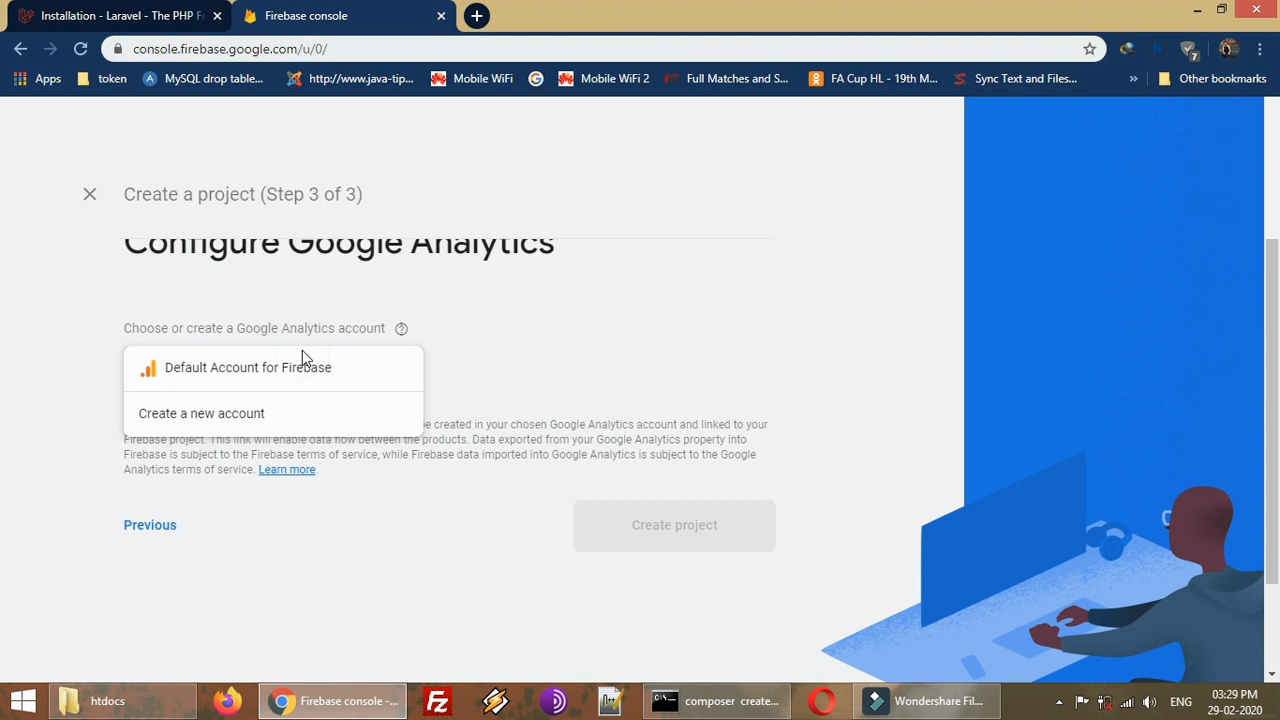 Installation - Laravel - The PHP Fr
Firebase console
console.firebase.google.com/u/0/
Apps
token
MySQL drop table...
http://www.java-tip...
Mobile WiFi
Mobile WiFi 2
Full Matches and S...
FA Cup HL - 19th M...
Sync Text and Files...
»
Other bookmarks
7
Create a project (Step 3 of 3)
Configure Google Analytics
Choose or create a Google Analytics account
Default Account for Firebase
Create a new account
be created in your chosen Google Analytics account and linked to your
Firebase project. This link will enable data flow between the products. Data exported from your Google Analytics property into
Firebase is subject to the Firebase terms of service, while Firebase data imported into Google Analytics is subject to the Google
Analytics terms of service. Learn more.
Previous
Create project
htdocs
Firebase console -...
composer create...
Wondershare Fil...
ENG
03:29 PM
29-02-2020